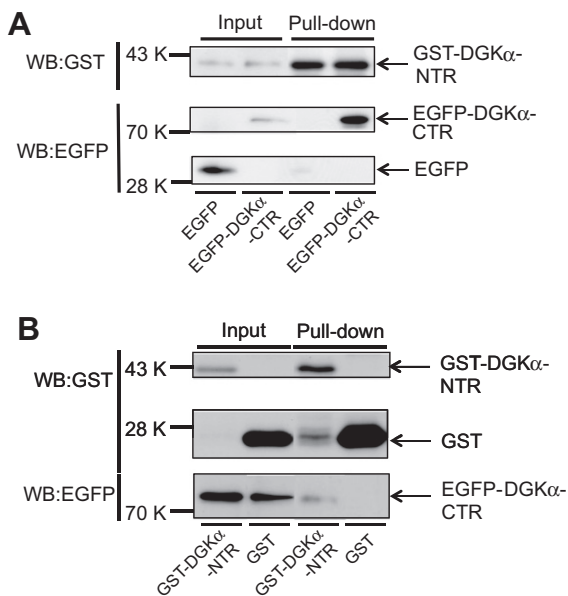 A
Input Pull-down
WB:GST
43 K
GST-DGKα-
NTR
WB:EGFP
70 K
EGFP-DGKα-
CTR
28 K
EGFP
EGFP
EGFP-DGKα
-CTR
EGFP
EGFP-DGKα
-CTR
B
Input Pull-down
WB:GST
43 K
GST-DGKα-
NTR
28 K
GST
WB:EGFP
70 K
EGFP-DGKα-
CTR
GST-DGKα
-NTR
GST
GST-DGKα
-NTR
GST